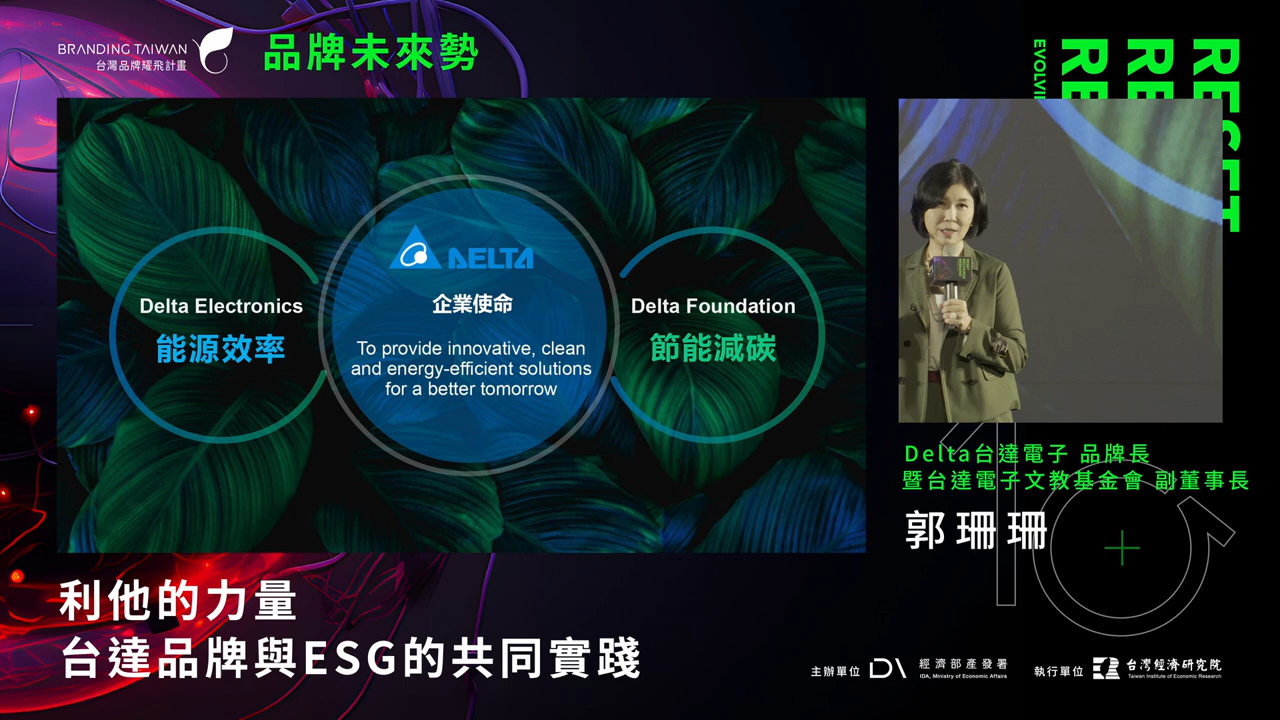 BRANDING TAIWAN
台灣品牌耀飛計畫
品牌未來勢
RESET
RE
RE
EVOLVI
Delta Electronics
能源效率
DELTA
企業使命
To provide innovative, clean
and energy-efficient solutions
for a better tomorrow
Delta Foundation
節能減碳
Delta台達電子 品牌長
暨台達電子文教基金會 副董事長
郭珊珊
利他的力量
台達品牌與ESG的共同實踐
主辦單位
IDA
經濟部產發署
IDA, Ministry of Economic Affairs
執行單位
台灣經濟研究院
Taiwan Institute of Economic Research